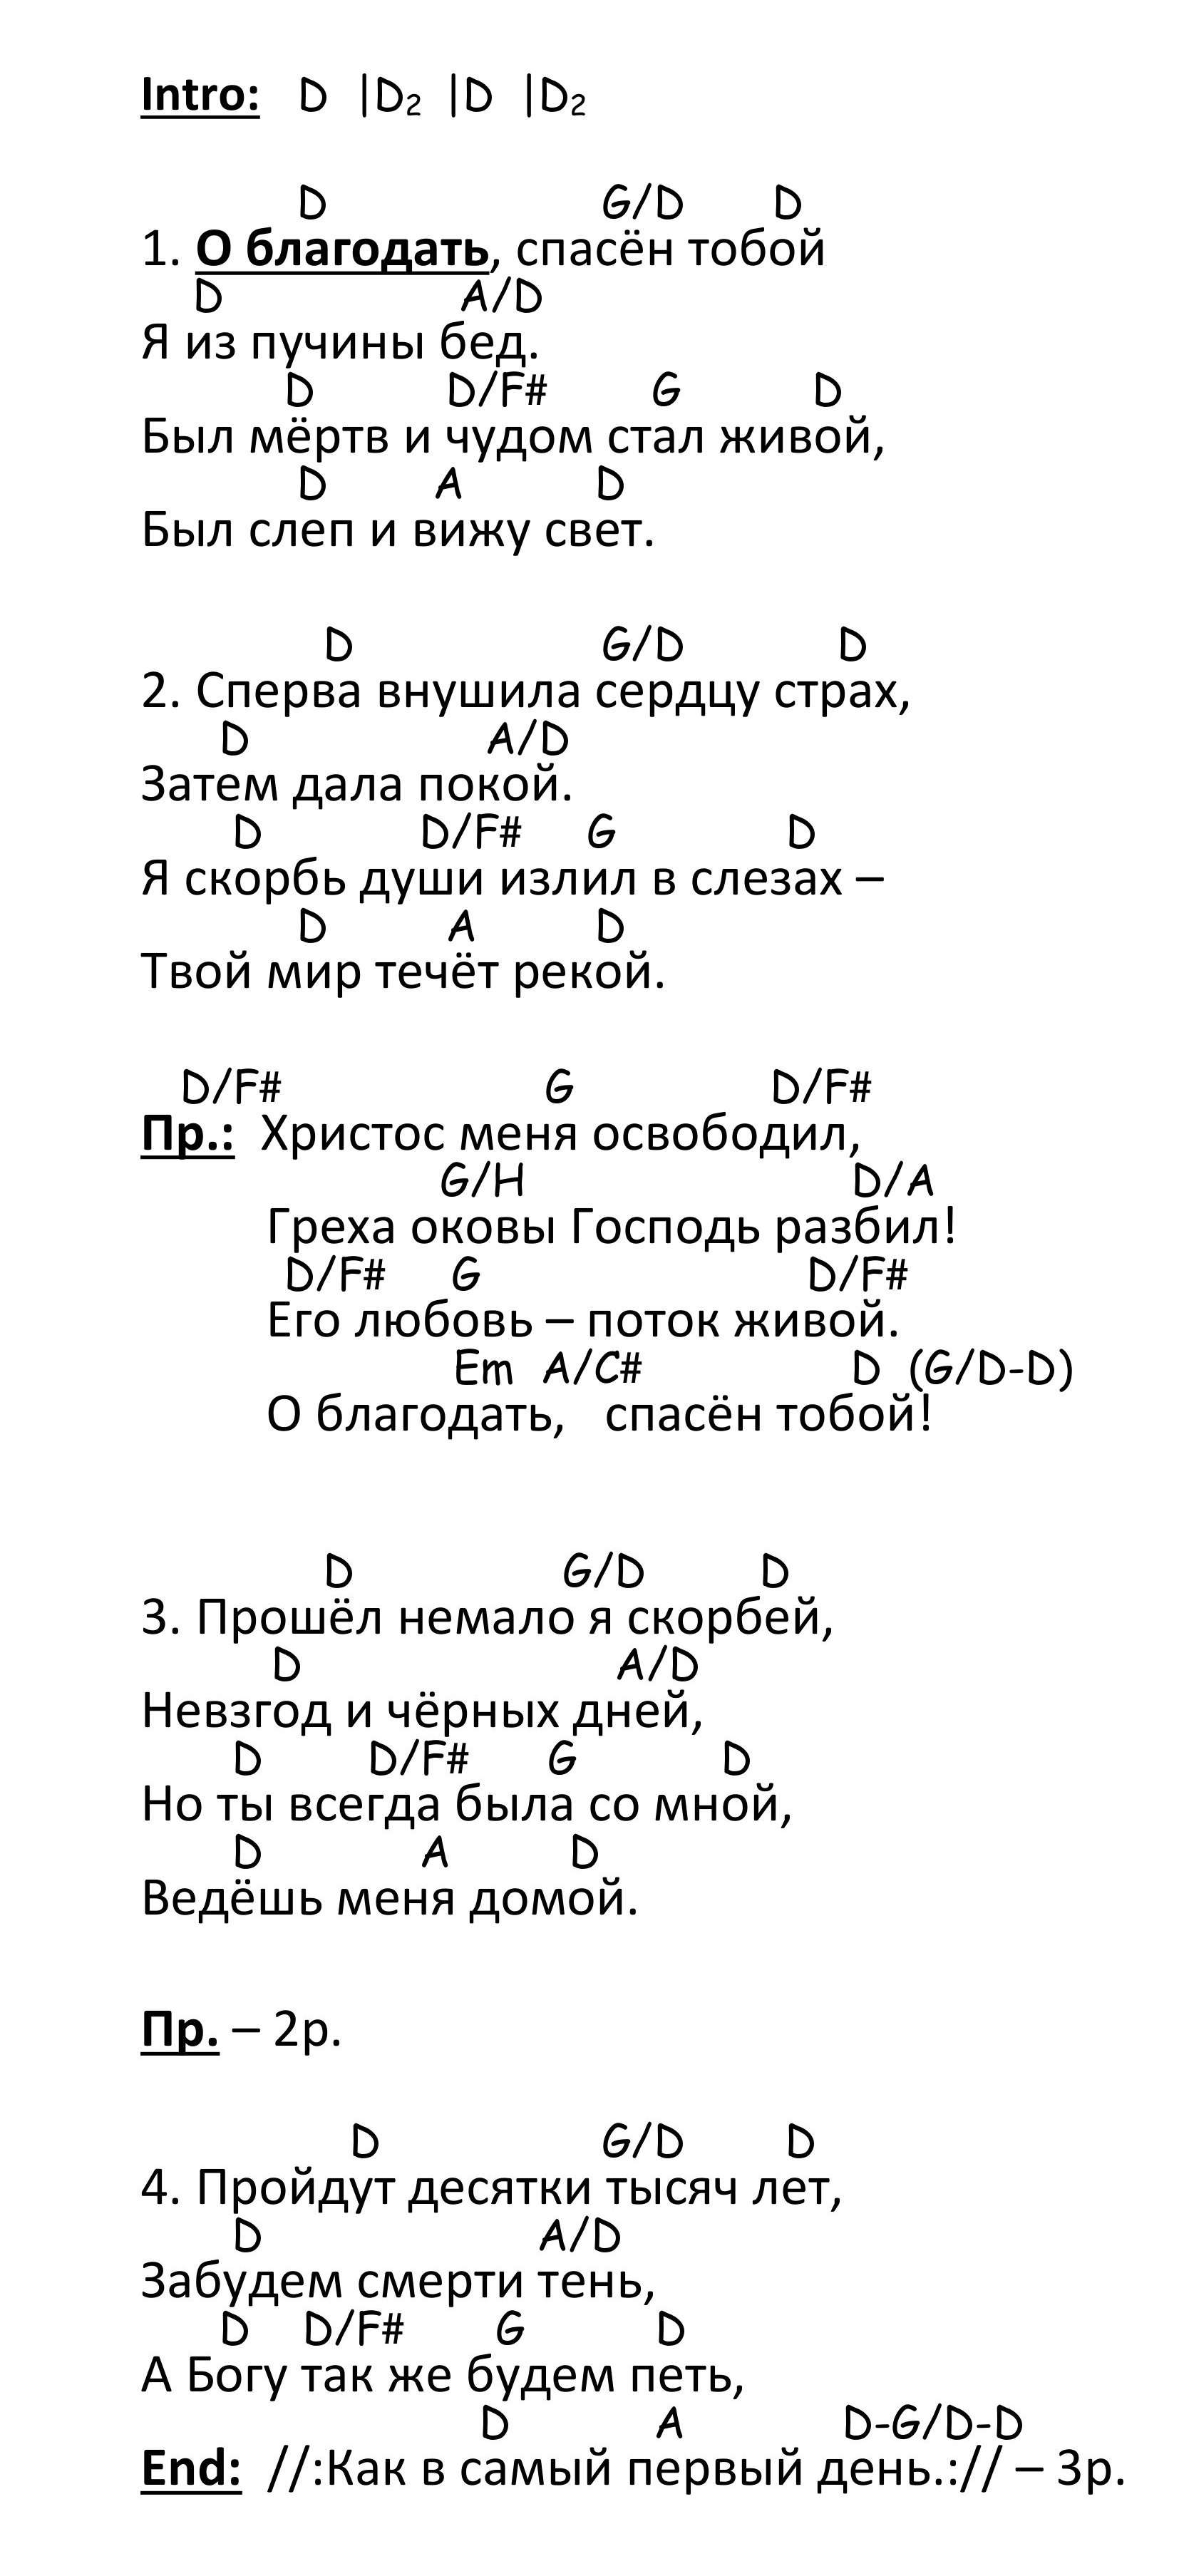 Intro: D |D₂ |D |D₂
D G/D D
1. О благодать, спасён тобой
D A/D
Я из пучины бед.
D D/F# G D
Был мёртв и чудом стал живой,
D A D
Был слеп и вижу свет.
D G/D D
2. Сперва внушила сердцу страх,
D A/D
Затем дала покой.
D D/F# G D
Я скорбь души излил в слезах –
D A D
Твой мир течёт рекой.
D/F# G D/F#
Пр.: Христос меня освободил,
G/H D/A
Греха оковы Господь разбил!
D/F# G D/F#
Его любовь – поток живой.
Em A/C# D (G/D-D)
О благодать, спасён тобой!
D G/D D
3. Прошёл немало я скорбей,
D A/D
Невзгод и чёрных дней,
D D/F# G D
Но ты всегда была со мной,
D A D
Ведёшь меня домой.
Пр. – 2р.
D G/D D
4. Пройдут десятки тысяч лет,
D A/D
Забудем смерти тень,
D D/F# G D
А Богу так же будем петь,
D A D-G/D-D
End: //:Как в самый первый день.:// – 3р.